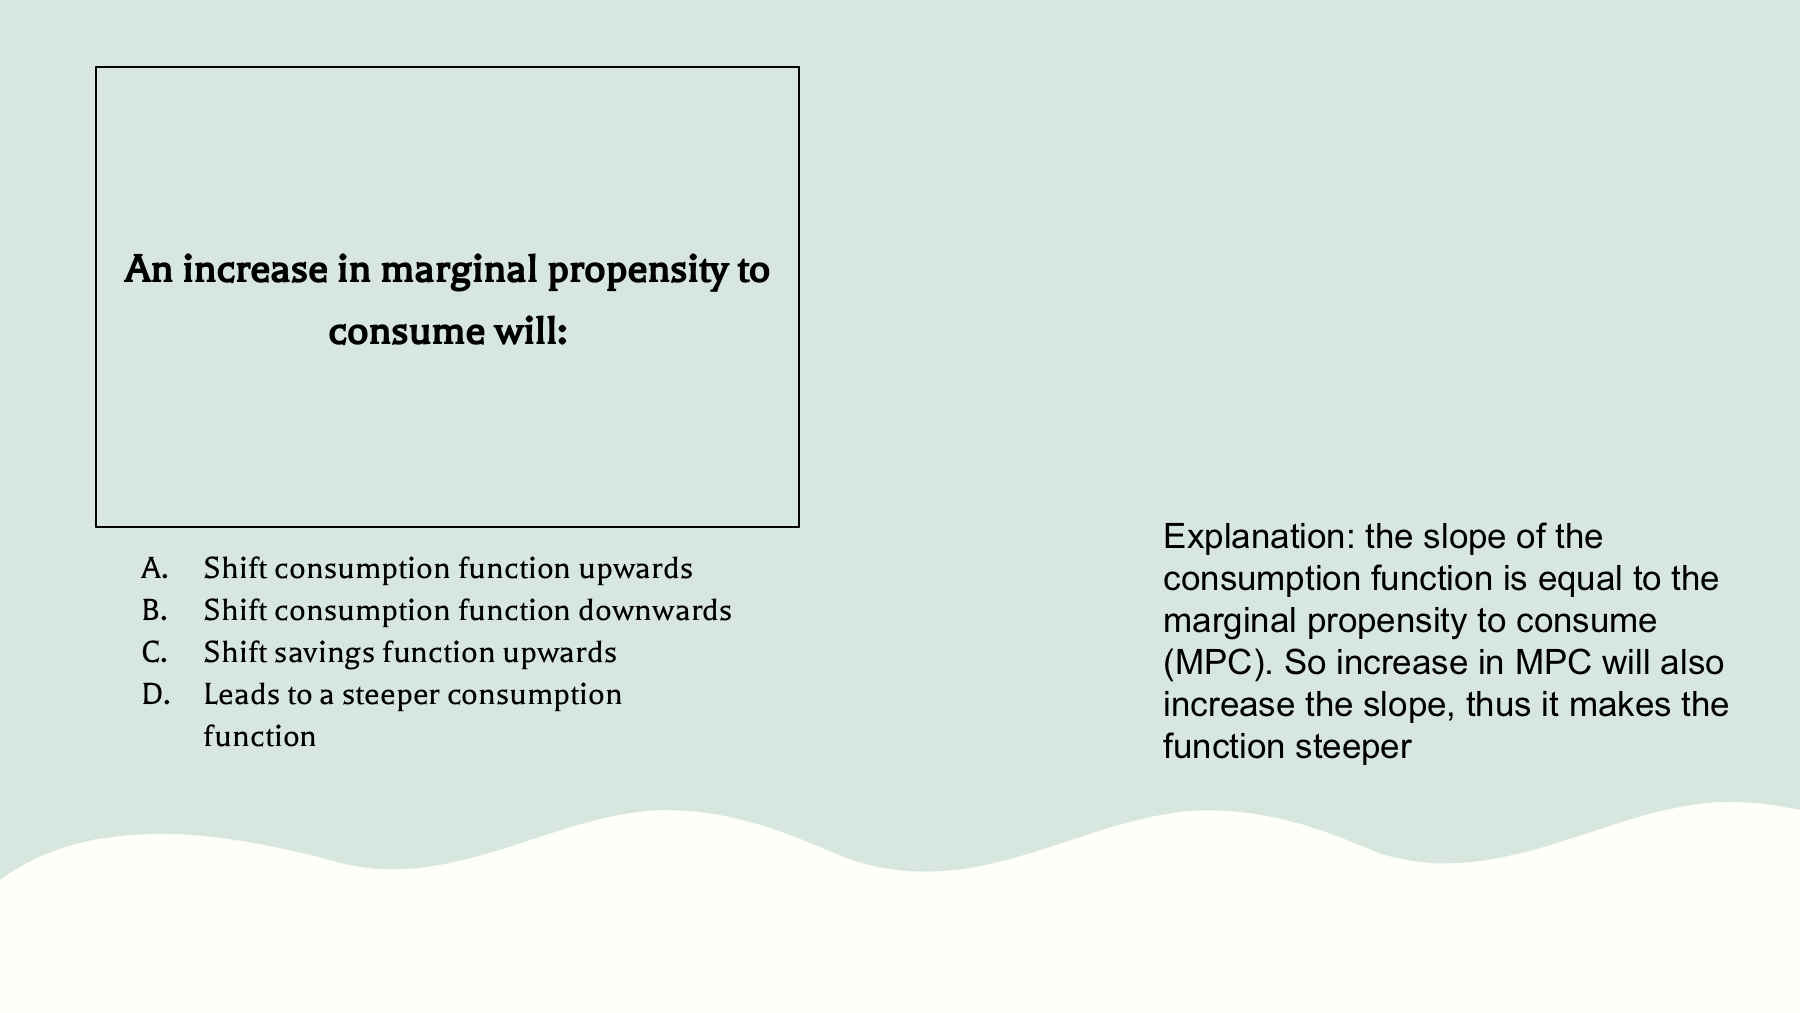 An increase in marginal propensity to
consume will:
A. Shift consumption function upwards
B. Shift consumption function downwards
C. Shift savings function upwards
D. Leads to a steeper consumption
function
Explanation: the slope of the
consumption function is equal to the
marginal propensity to consume
(MPC). So increase in MPC will also
increase the slope, thus it makes the
function steeper